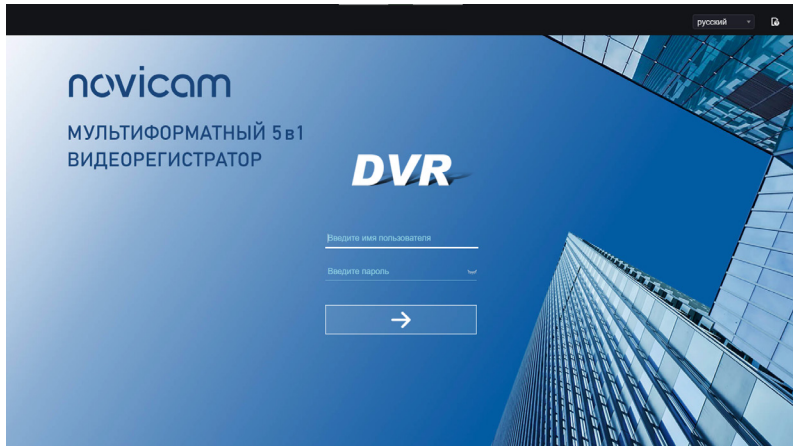 русский
novicam
МУЛЬТИФОРМАТНЫЙ 5в1
ВИДЕОРЕГИСТРАТОР
DVR
Введите имя пользователя
Введите пароль